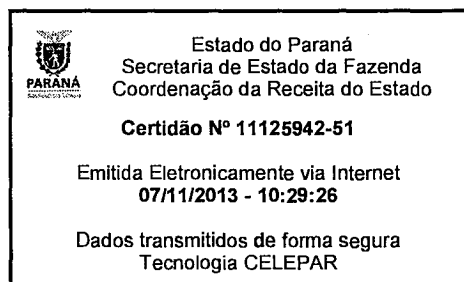 Estado do Paraná
Secretaria de Estado da Fazenda
Coordenação da Receita do Estado
PARANÁ
Certidão Nº 11125942-51
Emitida Eletronicamente via Internet
07/11/2013 - 10:29:26
Dados transmitidos de forma segura
Tecnologia CELEPAR